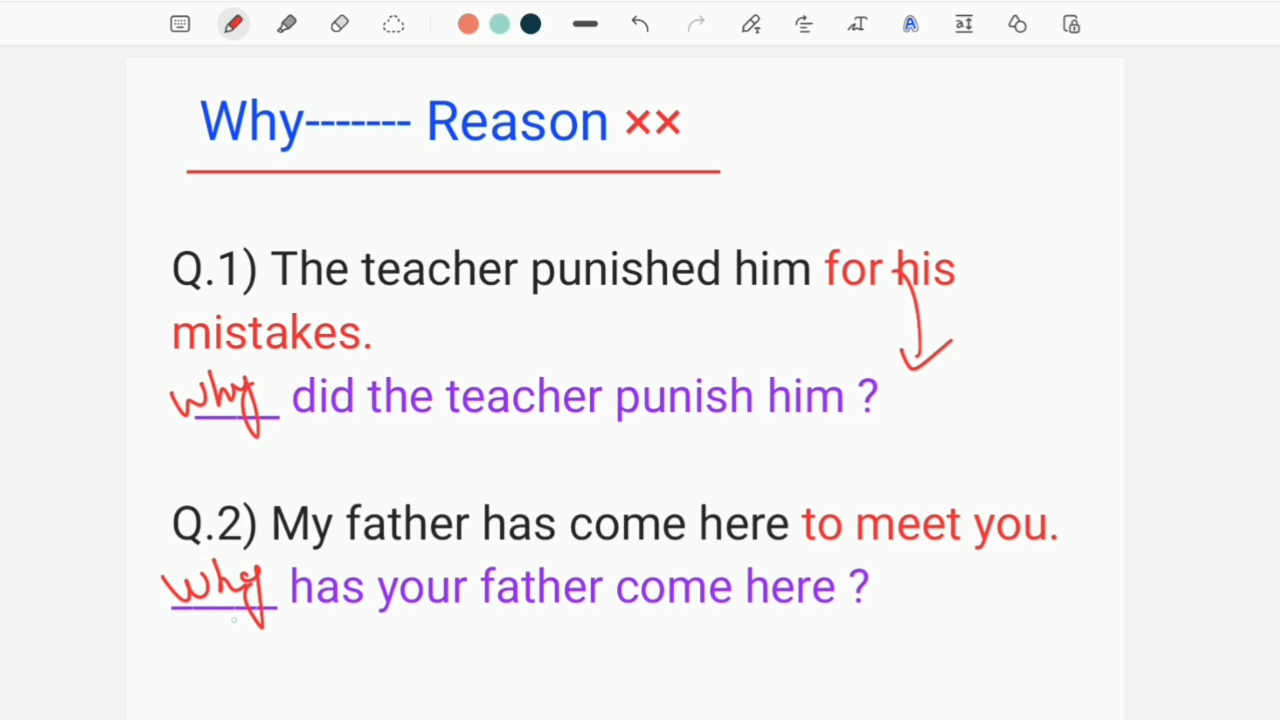 Why------- Reason ××
Q.1) The teacher punished him for his
mistakes.
Why did the teacher punish him ?
Q.2) My father has come here to meet you.
Why has your father come here ?